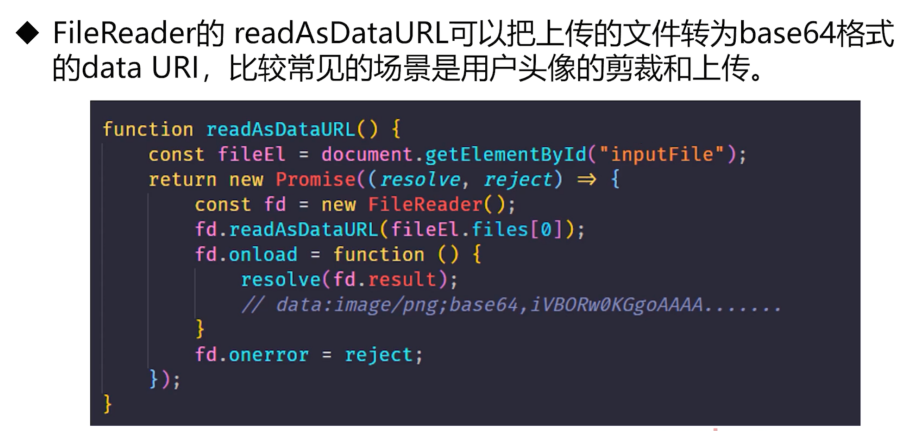 ◆ FileReader的 readAsDataURL可以把上传的文件转为base64格式
的data URI，比较常见的场景是用户头像的剪裁和上传。
function readAsDataURL() {
    const fileEl = document.getElementById("inputFile");
    return new Promise((resolve, reject) => {
        const fd = new FileReader();
        fd.readAsDataURL(fileEl.files[0]);
        fd.onload = function () {
            resolve(fd.result);
            // data:image/png;base64,iVBORw0KGgoAAAA.......
        }
        fd.onerror = reject;
    });
}